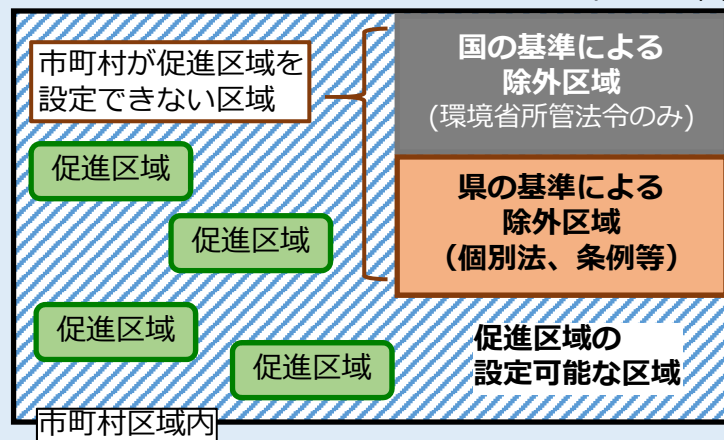 市町村が促進区域を
設定できない区域
国の基準による
除外区域
(環境省所管法令のみ)
県の基準による
除外区域
（個別法、条例等）
促進区域
促進区域
促進区域
促進区域
促進区域の
設定可能な区域
市町村区域内